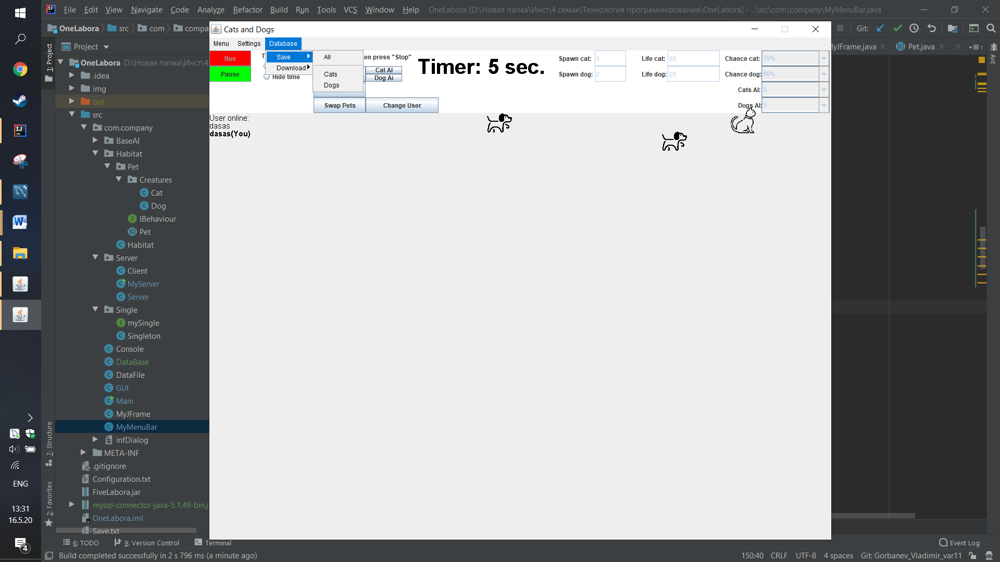 File Edit View Navigate Code Analyze Refactor Build Run Tools VCS Window Help OneLabora [D:\Новая папка\Инст\4 семак\Технология программирования\OneLabora] - ...\src\com\company\MyMenuBar.java
OneLabora src com compa
Git:
Cats and Dogs
Project
MyJFrame.java Pet.java
1
Menu Settings Database
Save
Download
All
Cats
Dogs
Run
Pause
en press "Stop"
Hide time
Cat AI
Dog Ai
Swap Pets Change User
Timer: 5 sec.
Spawn cat: 3
Spawn dog: 2
Life cat: 30
Life dog: 20
Chance cat: 70%
Chance dog: 80%
Cats AI: 5
Dogs AI: 5
User online:
dasas
dasas(You)
1: Project
7: Structure
2: Favorites
Ant
OneLabora D:\Новая папка\Инст\4
.idea
img
out
src
com.company
BaseAI
Habitat
Pet
Creatures
Cat
Dog
IBehaviour
Pet
Habitat
Server
Client
MyServer
Server
Single
mySingle
Singleton
Console
DataBase
DataFile
GUI
Main
MyJFrame
MyMenuBar
infDialog
META-INF
.gitignore
Configuration.txt
FiveLabora.jar
mysql-connector-java-5.1.49-bin.j
OneLabora.iml
Save.txt
ENG
13:31
16.5.20
4
6: TODO 9: Version Control Terminal Event Log
Build completed successfully in 2 s 796 ms (a minute ago) 150:40 CRLF UTF-8 4 spaces Git: Gorbanev_Vladimir_var11